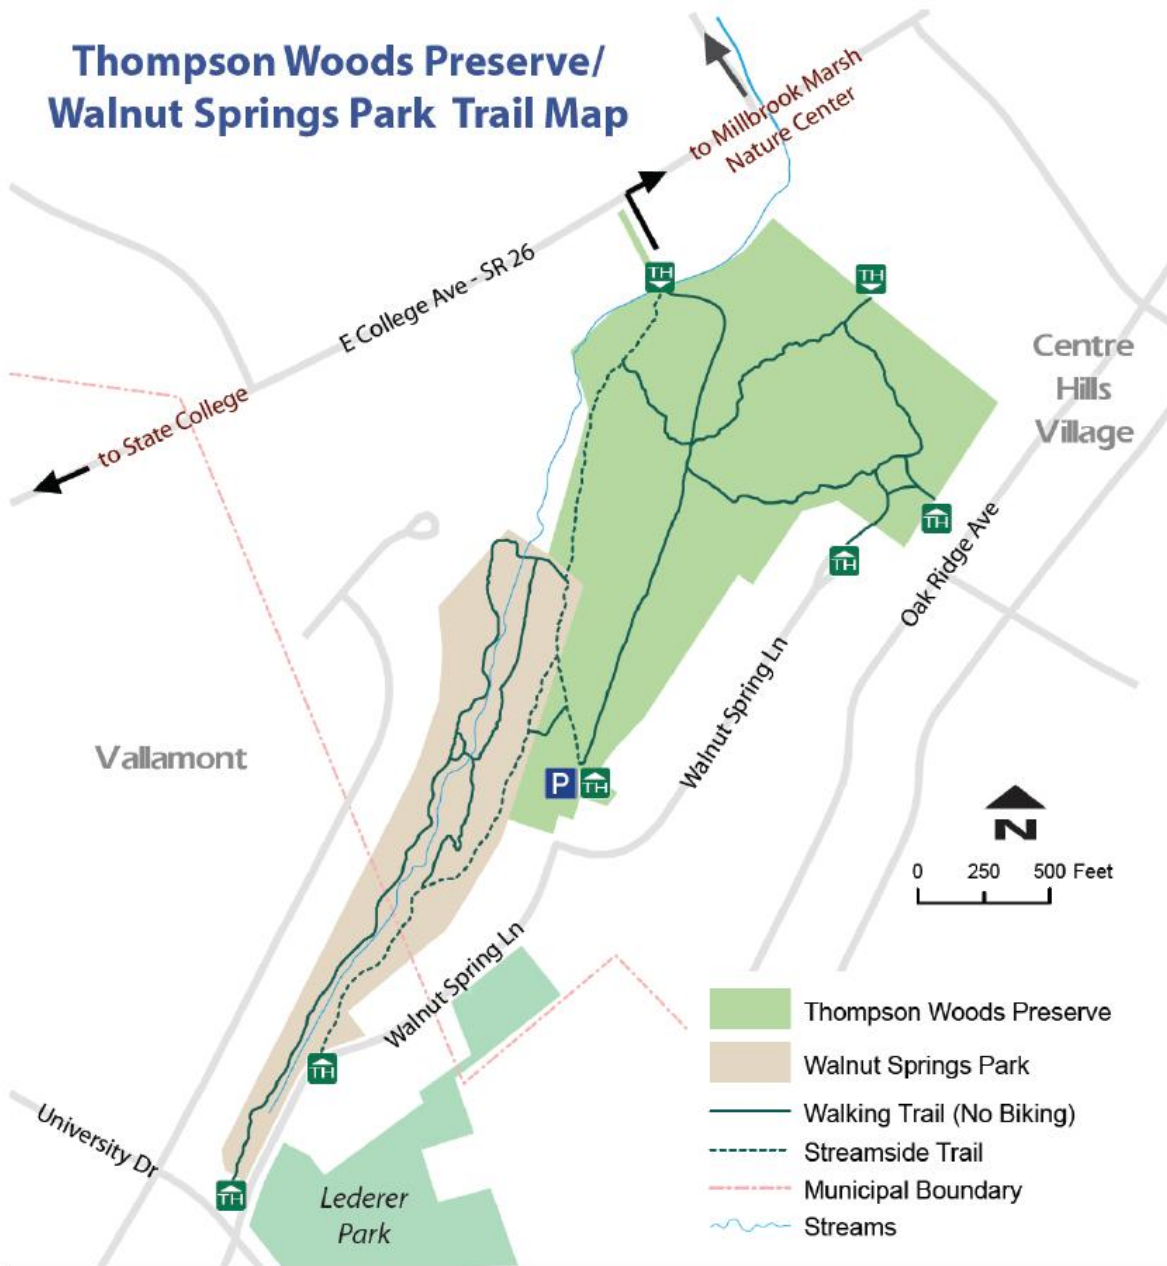 Thompson Woods Preserve/
Walnut Springs Park Trail Map
to Millbrook Marsh
Nature Center
E College Ave - SR 26
to State College
TH
TH
Centre
Hills
Village
TH
TH
Oak Ridge Ave
Walnut Spring Ln
Vallamont
P
TH
N
0 250 500 Feet
Walnut Spring Ln
TH
University Dr
TH
Lederer
Park
Thompson Woods Preserve
Walnut Springs Park
Walking Trail (No Biking)
Streamside Trail
Municipal Boundary
Streams